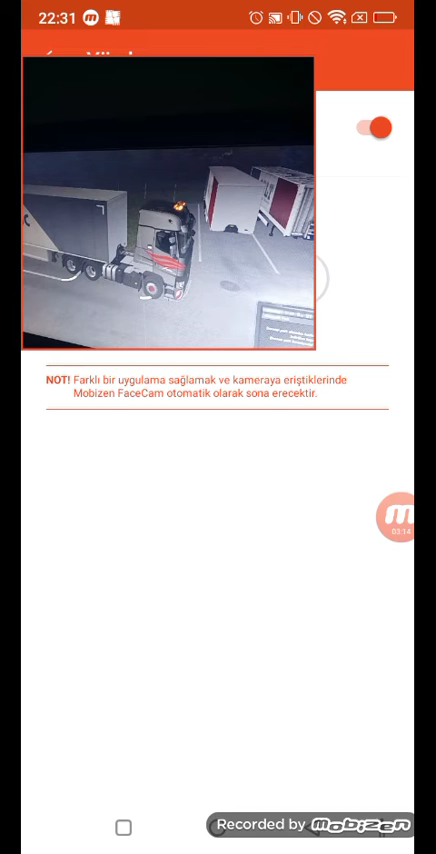 22:31
NOT! Farklı bir uygulama sağlamak ve kameraya eriştiklerinde
Mobizen FaceCam otomatik olarak sona erecektir.
03:14
Recorded by mobizen